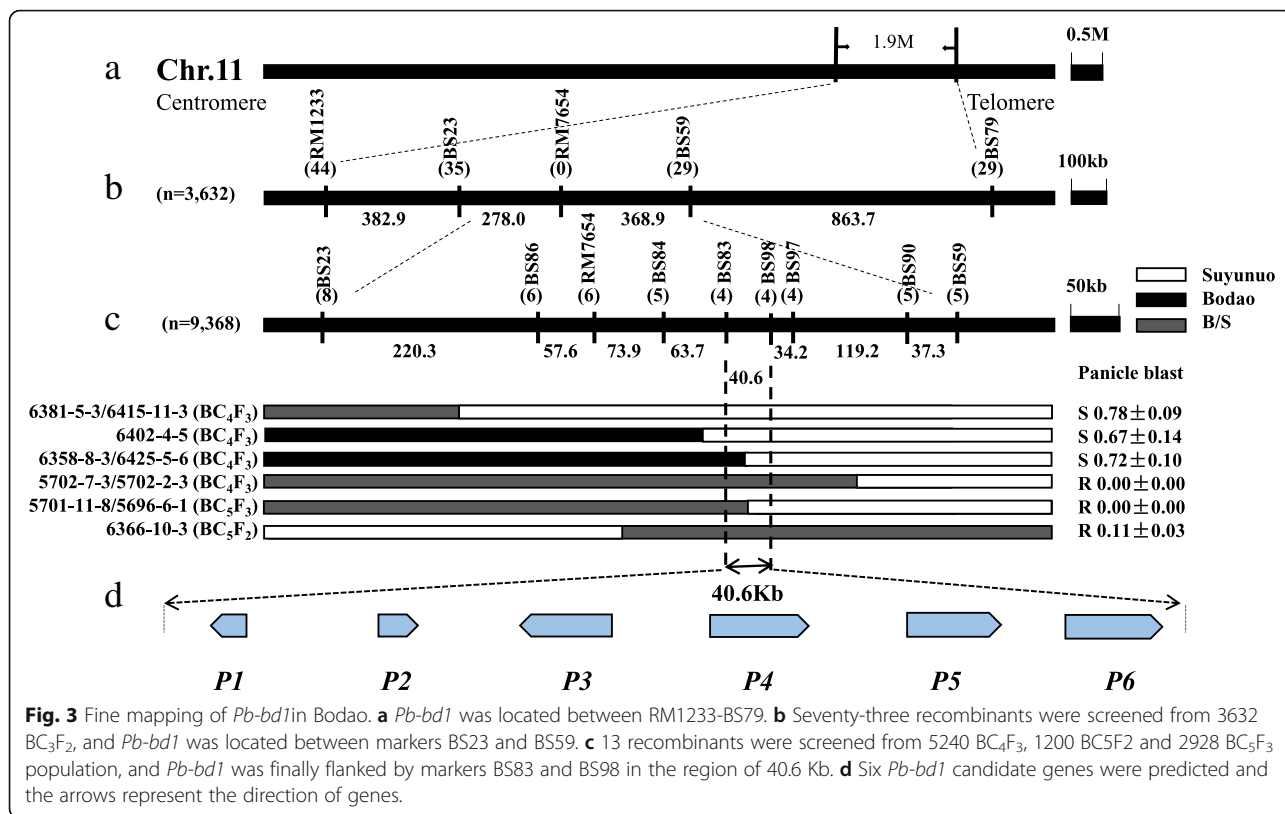 a Chr.11 1.9M 0.5M
Centromere Telomere
RM1233 BS23 RM7654 BS59 BS79
(44) (35) (0) (29) (29)
b (n=3,632) 100kb
382.9 278.0 368.9 863.7
BS23 BS86 RM7654 BS84 BS83 BS98 BS97 BS90 BS59
(8) (6) (6) (5) (4) (4) (4) (5) (5)
c (n=9,368) 50kb
220.3 57.6 73.9 63.7 34.2 119.2 37.3
40.6
Suyunuo
Bodao
B/S
Panicle blast
6381-5-3/6415-11-3 (BC4F3) S 0.78±0.09
6402-4-5 (BC4F3) S 0.67±0.14
6358-8-3/6425-5-6 (BC4F3) S 0.72±0.10
5702-7-3/5702-2-3 (BC4F3) R 0.00±0.00
5701-11-8/5696-6-1 (BC5F3) R 0.00±0.00
6366-10-3 (BC5F2) R 0.11±0.03
d 40.6Kb
P1 P2 P3 P4 P5 P6
Fig. 3 Fine mapping of Pb-bd1in Bodao. a Pb-bd1 was located between RM1233-BS79. b Seventy-three recombinants were screened from 3632
BC3F2, and Pb-bd1 was located between markers BS23 and BS59. c 13 recombinants were screened from 5240 BC4F3, 1200 BC5F2 and 2928 BC5F3
population, and Pb-bd1 was finally flanked by markers BS83 and BS98 in the region of 40.6 Kb. d Six Pb-bd1 candidate genes were predicted and
the arrows represent the direction of genes.